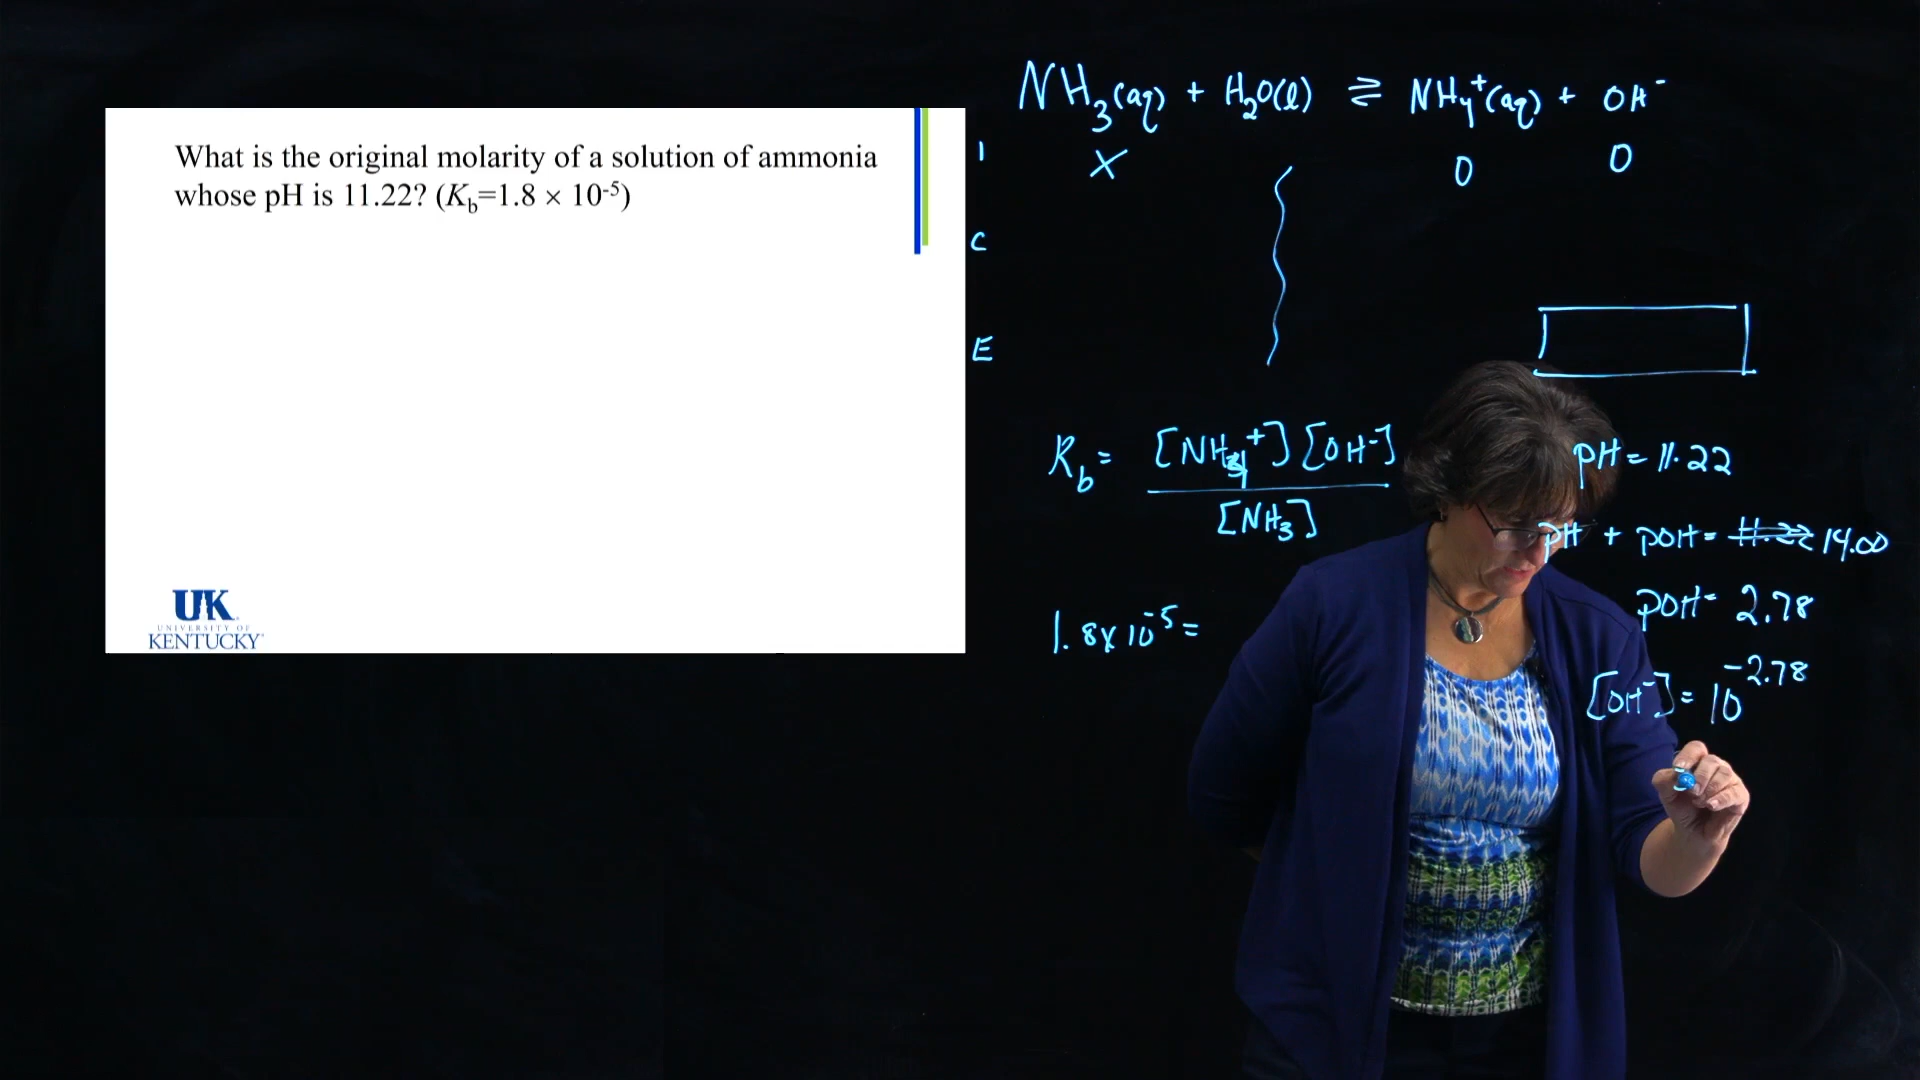 What is the original molarity of a solution of ammonia
whose pH is 11.22? (Kb=1.8 × 10-5)
UK
UNIVERSITY OF
KENTUCKY
NH3(aq) + H2O(l) ⇌ NH4+(aq) + OH-
I X 0 0
C
E
Kb = [NH4+][OH-]
[NH3]
1.8x10-5 =
pH = 11.22
pH + pOH = 11.22 14.00
pOH = 2.78
[OH-] = 10-2.78